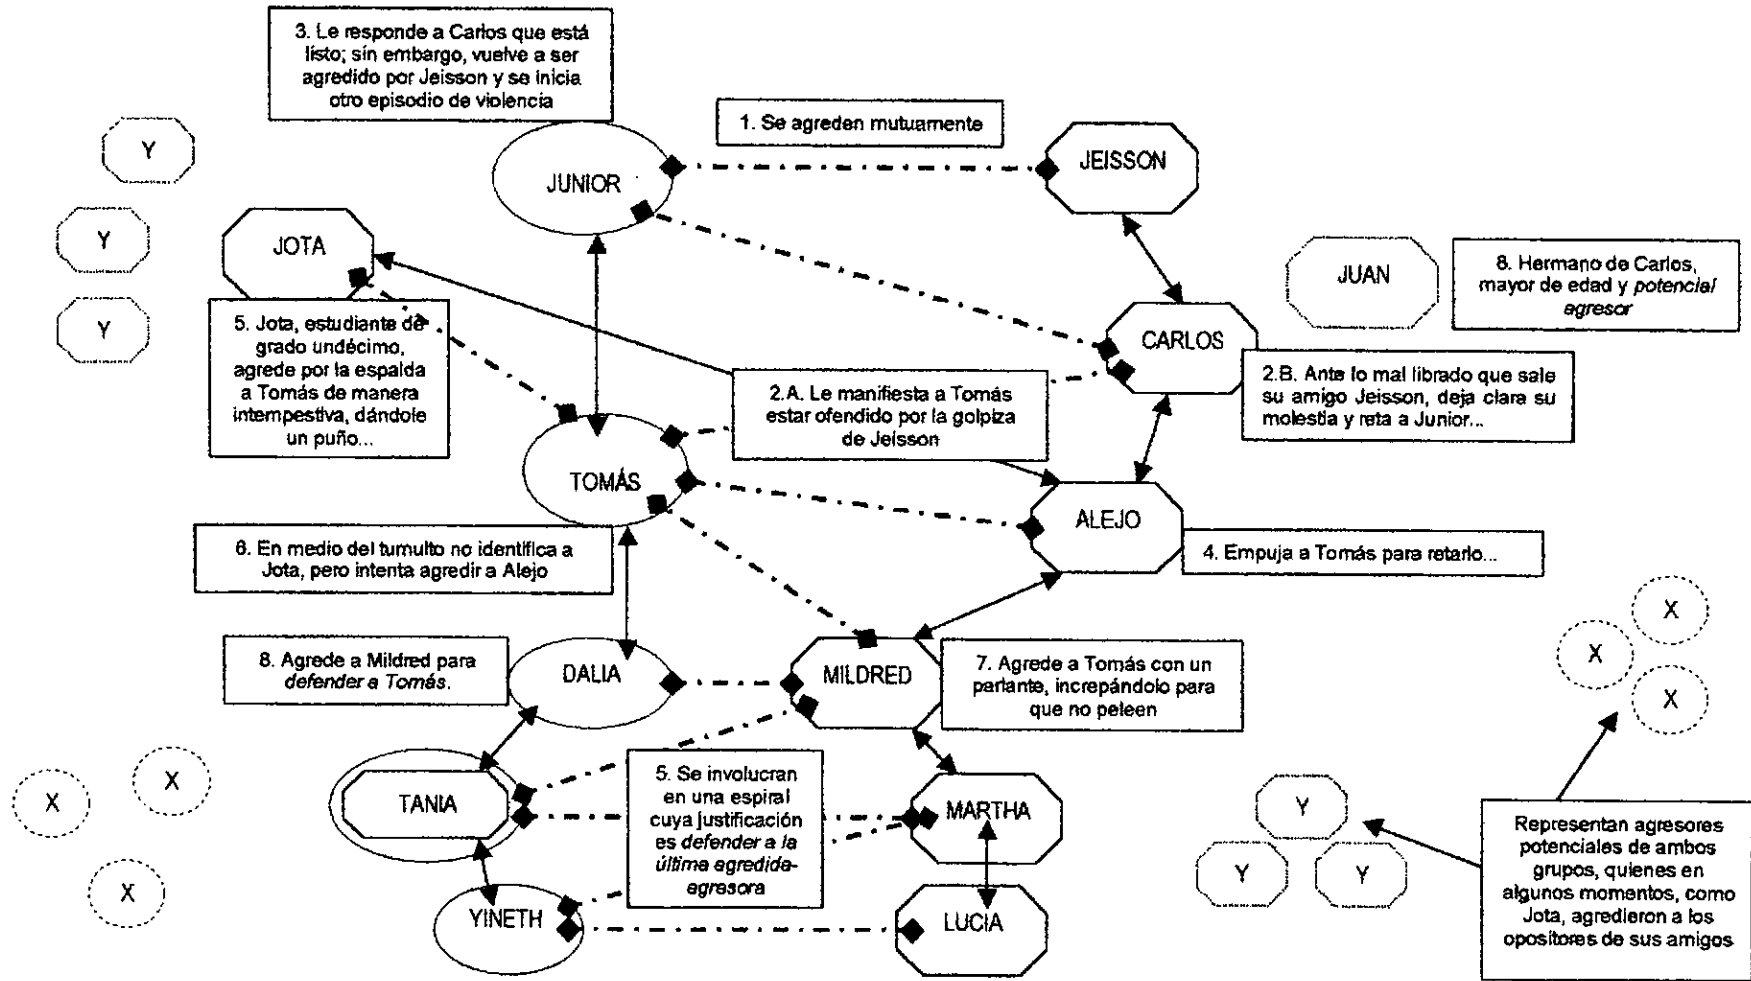 3. Le responde a Carlos que está
listo; sin embargo, vuelve a ser
agredido por Jeisson y se inicia
otro episodio de violencia
1. Se agreden mutuamente
Y
JUNIOR
JEISSON
Y
JOTA
JUAN
8. Hermano de Carlos,
mayor de edad y potencial
agresor
Y
5. Jota, estudiante de
grado undécimo,
agrede por la espalda
a Tomás de manera
intempestiva, dándole
un puño...
CARLOS
2.A. Le manifiesta a Tomás
estar ofendido por la golpiza
de Jeisson
2.B. Ante lo mal librado que sale
su amigo Jeisson, deja clara su
molestia y reta a Junior...
TOMÁS
ALEJO
6. En medio del tumulto no identifica a
Jota, pero intenta agredir a Alejo
4. Empuja a Tomás para retarlo...
X
X
X
8. Agrede a Mildred para
defender a Tomás.
DALIA
MILDRED
7. Agrede a Tomás con un
parlante, increpándolo para
que no peleen
X
X
X
TANIA
5. Se involucran
en una espiral
cuya justificación
es defender a la
última agredida-
agresora
MARTHA
Y
Y
Y
Representan agresores
potenciales de ambos
grupos, quienes en
algunos momentos, como
Jota, agredieron a los
opositores de sus amigos
YINETH
LUCIA